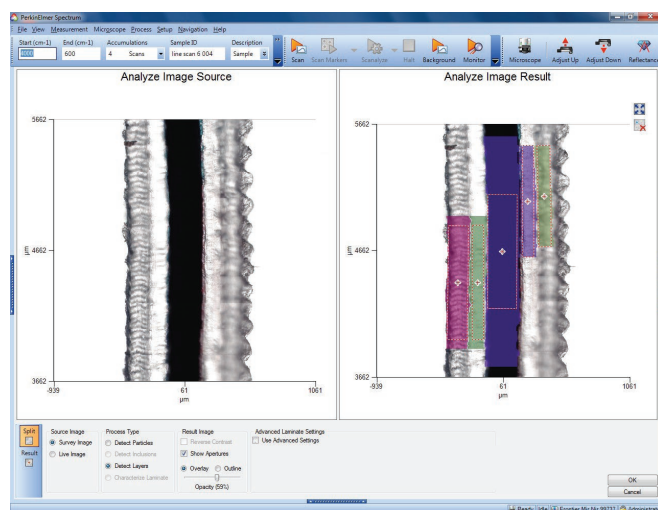 PerkinElmer Spectrum
File View Measurement Microscope Process Setup Navigation Help
Start (cm-1) End (cm-1) Accumulations Sample ID Description
600 4 Scans line scan 6 004 Sample
Scan Scan Markers Scanalyze Halt Background Monitor Microscope Adjust Up Adjust Down Reflectance
Analyze Image Source
5662
4662
3662
µm
-939 61 1061
µm
Analyze Image Result
5662
4662
3662
µm
-939 61 1061
µm
Split
Result
Source Image
Survey Image
Live Image
Process Type
Detect Particles
Detect Inclusions
Detect Layers
Characterize Laminate
Result Image
Reverse Contrast
Show Apertures
Overlay Outline
Opacity (59%)
Advanced Laminate Settings
Use Advanced Settings
OK
Cancel
Ready Idle Frontier Mic Nic